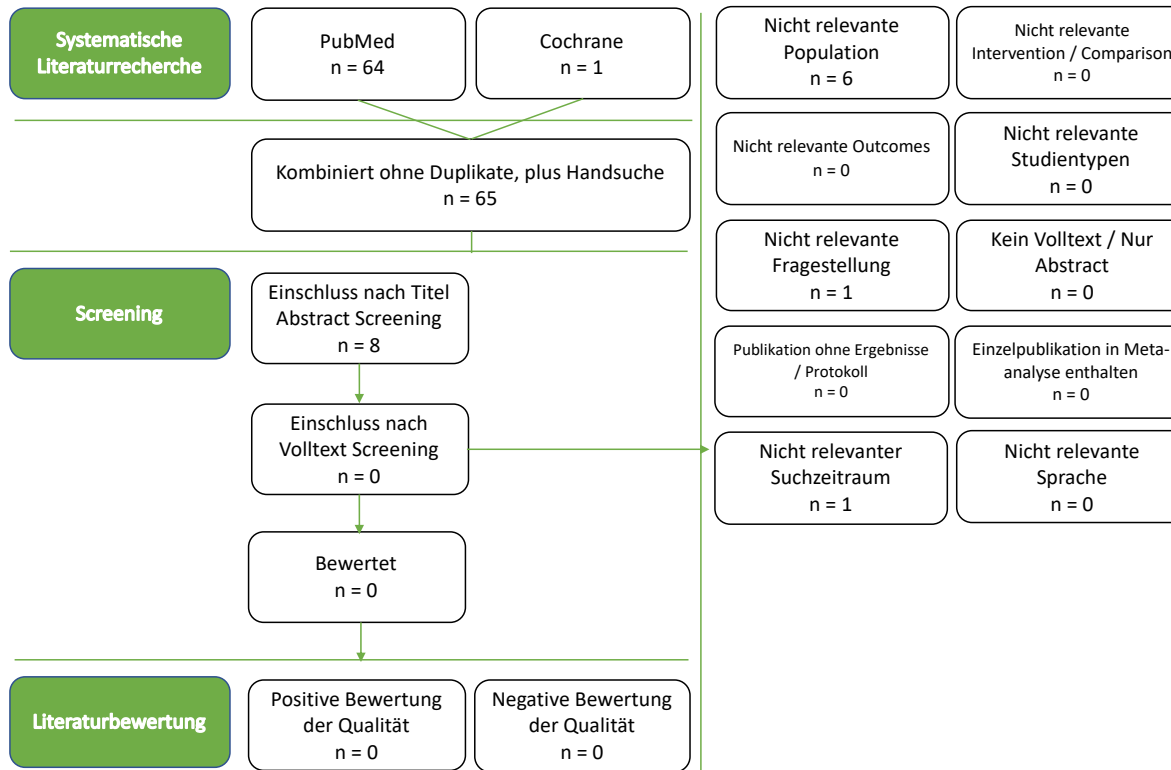 Systematische
Literaturrecherche
PubMed
n = 64
Cochrane
n = 1
Kombiniert ohne Duplikate, plus Handsuche
n = 65
Screening
Einschluss nach Titel
Abstract Screening
n = 8
Einschluss nach
Volltext Screening
n = 0
Bewertet
n = 0
Literaturbewertung
Positive Bewertung
der Qualität
n = 0
Negative Bewertung
der Qualität
n = 0
Nicht relevante
Population
n = 6
Nicht relevante
Intervention / Comparison
n = 0
Nicht relevante Outcomes
n = 0
Nicht relevante
Studientypen
n = 0
Nicht relevante
Fragestellung
n = 1
Kein Volltext / Nur
Abstract
n = 0
Publikation ohne Ergebnisse
/ Protokoll
n = 0
Einzelpublikation in Meta-
analyse enthalten
n = 0
Nicht relevanter
Suchzeitraum
n = 1
Nicht relevante
Sprache
n = 0